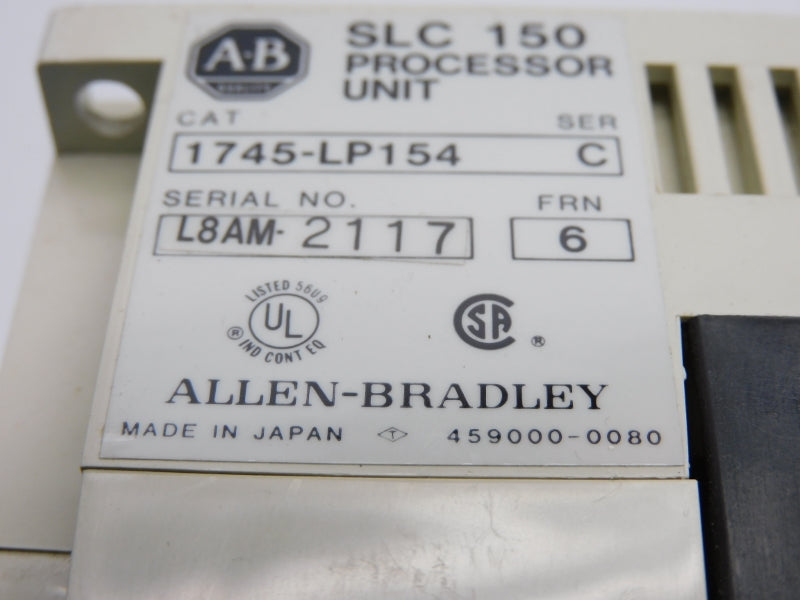 A-B
SLC 150
PROCESSOR
UNIT
CAT SER
1745-LP154 C
SERIAL NO. FRN
L8AM- 2117 6
LISTED 56U9
UL
® IND CONT EQ
SA ®
ALLEN-BRADLEY
MADE IN JAPAN T 459000-0080